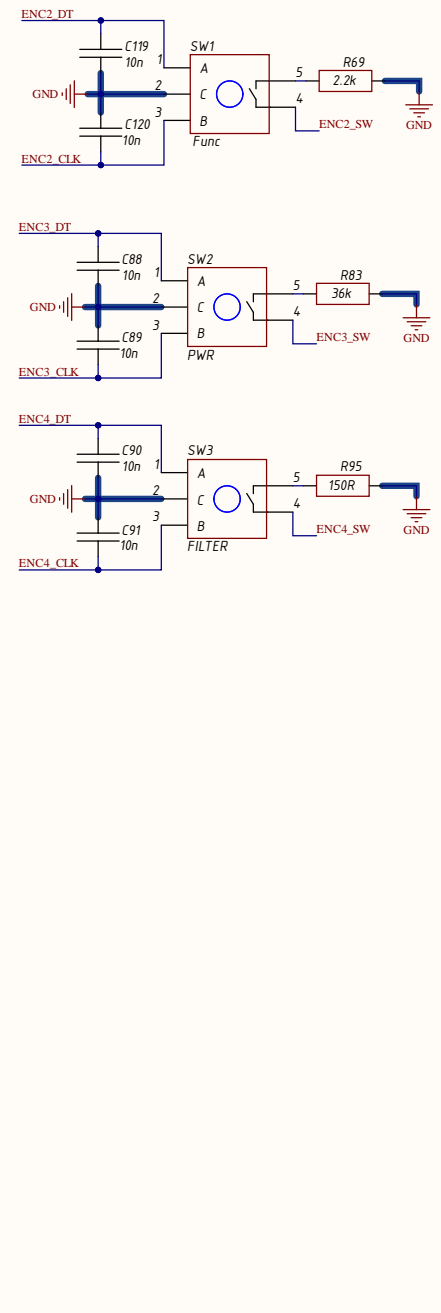 ENC2_DT
C119
10n
SW1
1
A
GND
2
C
5
R69
2.2k
4
GND
ENC2_SW
C120
10n
3
B
Func
ENC2_CLK
ENC3_DT
C88
10n
SW2
1
A
GND
2
C
5
R83
36k
4
GND
ENC3_SW
C89
10n
3
B
PWR
ENC3_CLK
ENC4_DT
C90
10n
SW3
1
A
GND
2
C
5
R95
150R
4
GND
ENC4_SW
C91
10n
3
B
FILTER
ENC4_CLK